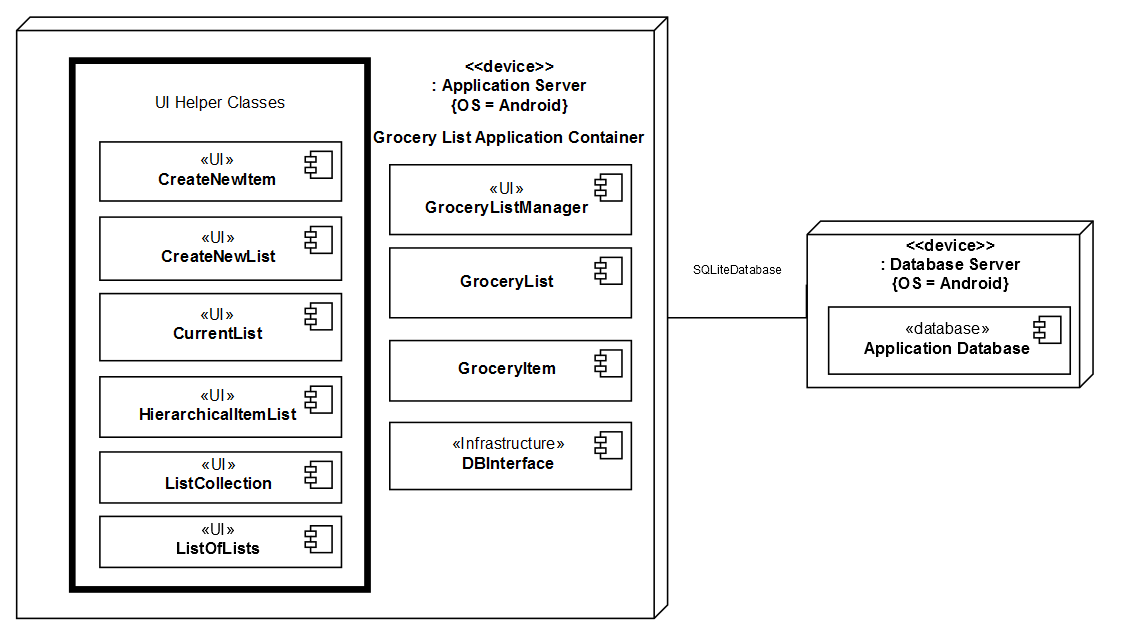 UI Helper Classes
«UI»
CreateNewItem
«UI»
CreateNewList
«UI»
CurrentList
«UI»
HierarchicalItemList
«UI»
ListCollection
«UI»
ListOfLists
<<device>>
: Application Server
{OS = Android}
Grocery List Application Container
«UI»
GroceryListManager
GroceryList
GroceryItem
«Infrastructure»
DBInterface
SQLiteDatabase
<<device>>
: Database Server
{OS = Android}
«database»
Application Database